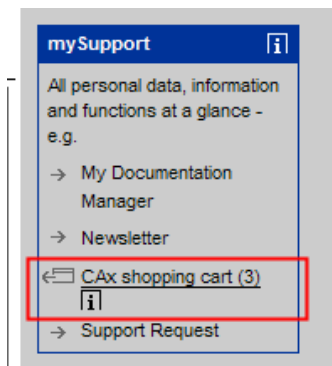 mySupport
All personal data, information
and functions at a glance -
e.g.
→ My Documentation
Manager
→ Newsletter
CAx shopping cart (3)
→ Support Request